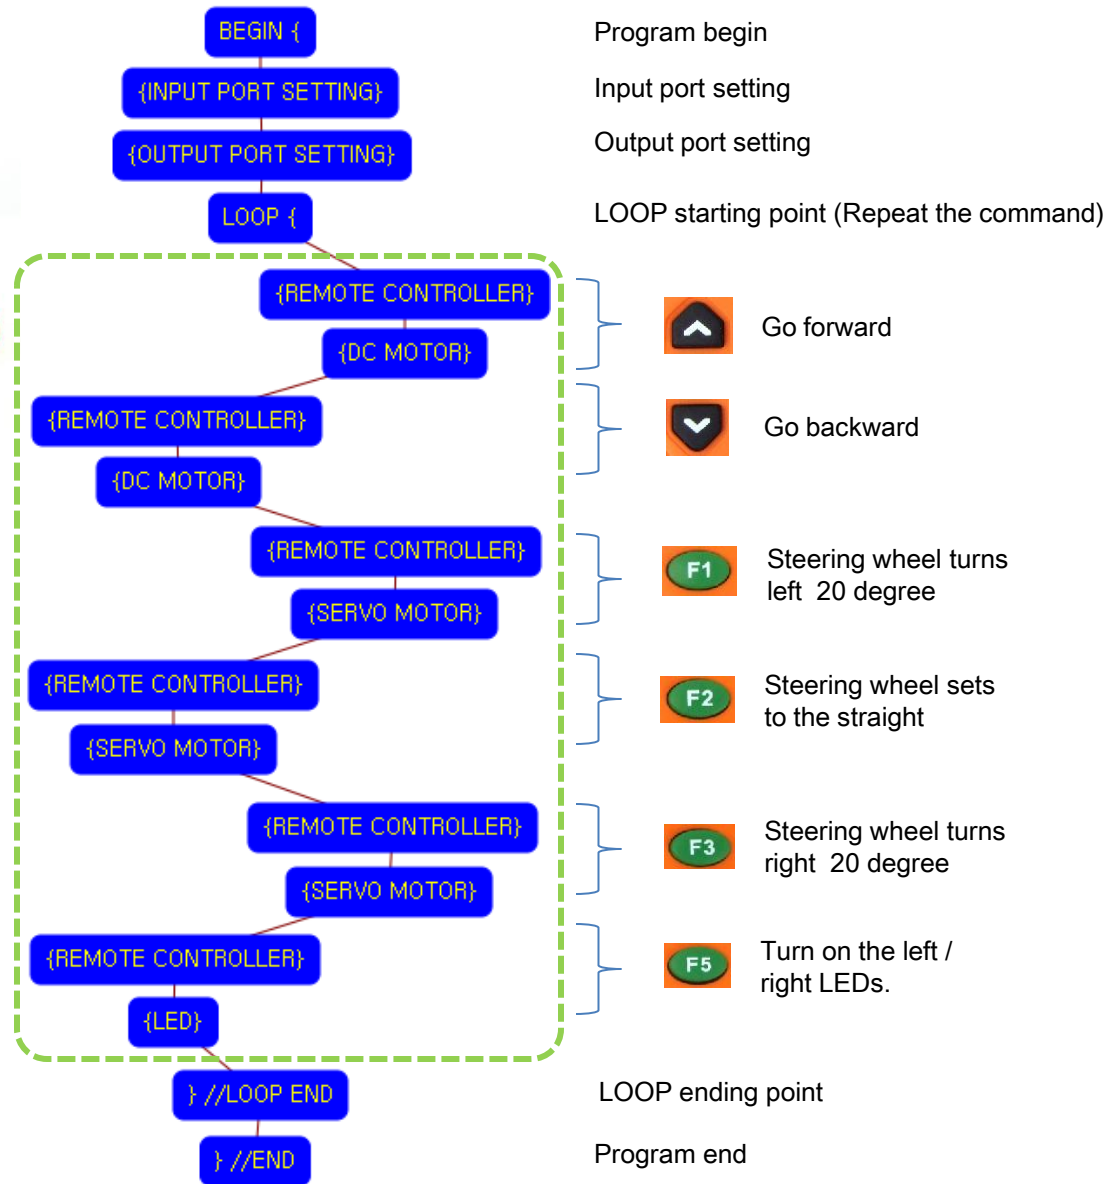 BEGIN {
Program begin
{INPUT PORT SETTING}
Input port setting
{OUTPUT PORT SETTING}
Output port setting
LOOP {
LOOP starting point (Repeat the command)
{REMOTE CONTROLLER}
{DC MOTOR}
Go forward
{REMOTE CONTROLLER}
{DC MOTOR}
Go backward
{REMOTE CONTROLLER}
{SERVO MOTOR}
F1
Steering wheel turns
left 20 degree
{REMOTE CONTROLLER}
{SERVO MOTOR}
F2
Steering wheel sets
to the straight
{REMOTE CONTROLLER}
{SERVO MOTOR}
F3
Steering wheel turns
right 20 degree
{REMOTE CONTROLLER}
{LED}
F5
Turn on the left /
right LEDs.
} //LOOP END
LOOP ending point
} //END
Program end